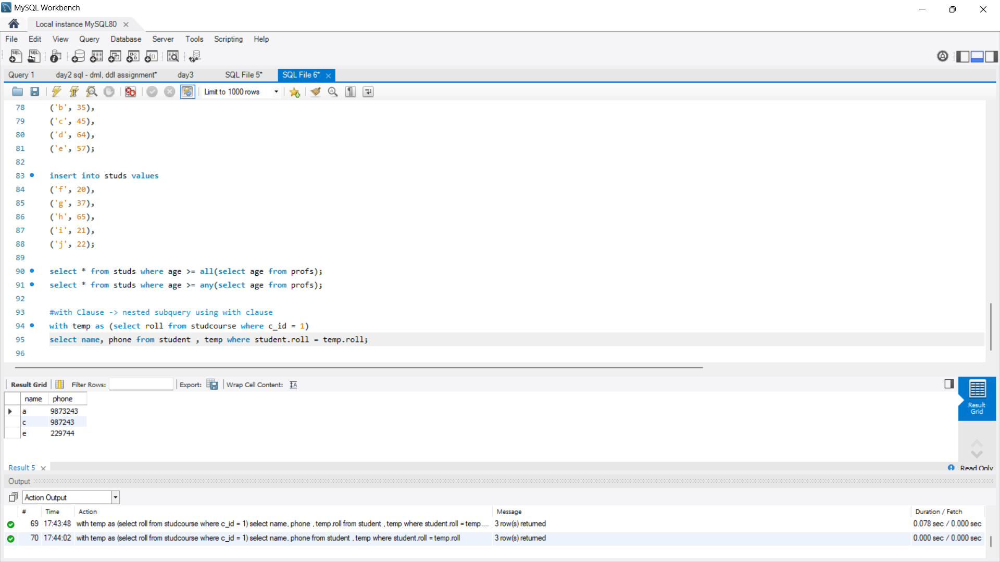 MySQL Workbench
Local instance MySQL80
File Edit View Query Database Server Tools Scripting Help
Query 1 day2 sql - dml, ddl assignment* day3 SQL File 5* SQL File 6*
Limit to 1000 rows
78 ('b', 35),
79 ('c', 45),
80 ('d', 64),
81 ('e', 57);
82
83 insert into studs values
84 ('f', 20),
85 ('g', 37),
86 ('h', 65),
87 ('i', 21),
88 ('j', 22);
89
90 select * from studs where age >= all(select age from profs);
91 select * from studs where age >= any(select age from profs);
92
93 #with Clause -> nested subquery using with clause
94 with temp as (select roll from studcourse where c_id = 1)
95 select name, phone from student , temp where student.roll = temp.roll;
96
Result Grid Filter Rows: Export: Wrap Cell Content:
name phone
a 9873243
c 987243
e 229744
Result
Grid
Result 5 Read Only
Output
Action Output
# Time Action Message Duration / Fetch
69 17:43:48 with temp as (select roll from studcourse where c_id = 1) select name, phone , temp.roll from student , temp where student.roll = temp.... 3 row(s) returned 0.078 sec / 0.000 sec
70 17:44:02 with temp as (select roll from studcourse where c_id = 1) select name, phone from student , temp where student.roll = temp.roll 3 row(s) returned 0.000 sec / 0.000 sec